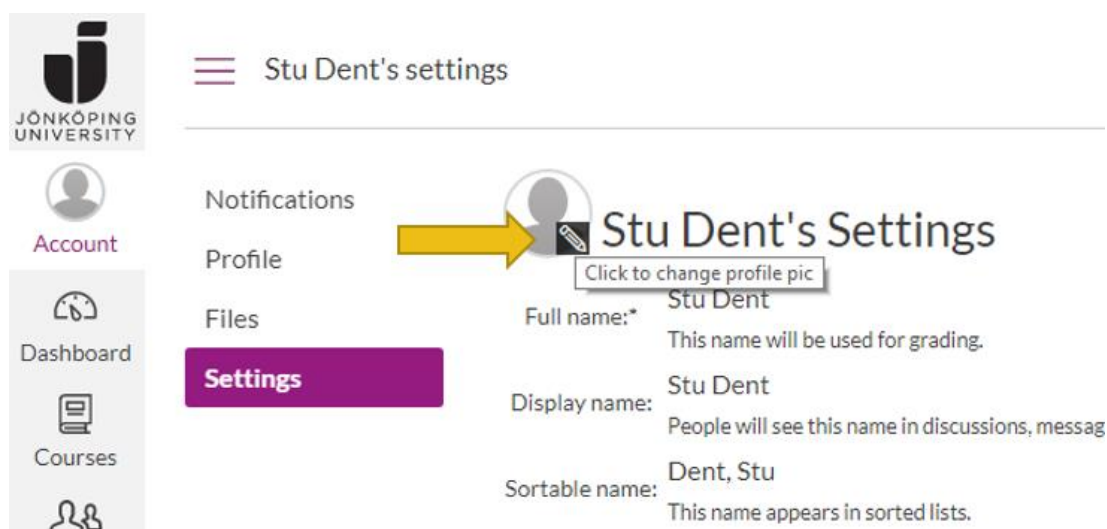 JÖNKÖPING
UNIVERSITY
Account
Dashboard
Courses
Stu Dent's settings
Notifications
Profile
Files
Settings
Stu Dent's Settings
Click to change profile pic
Full name:* Stu Dent
This name will be used for grading.
Display name: Stu Dent
People will see this name in discussions, messag
Sortable name: Dent, Stu
This name appears in sorted lists.